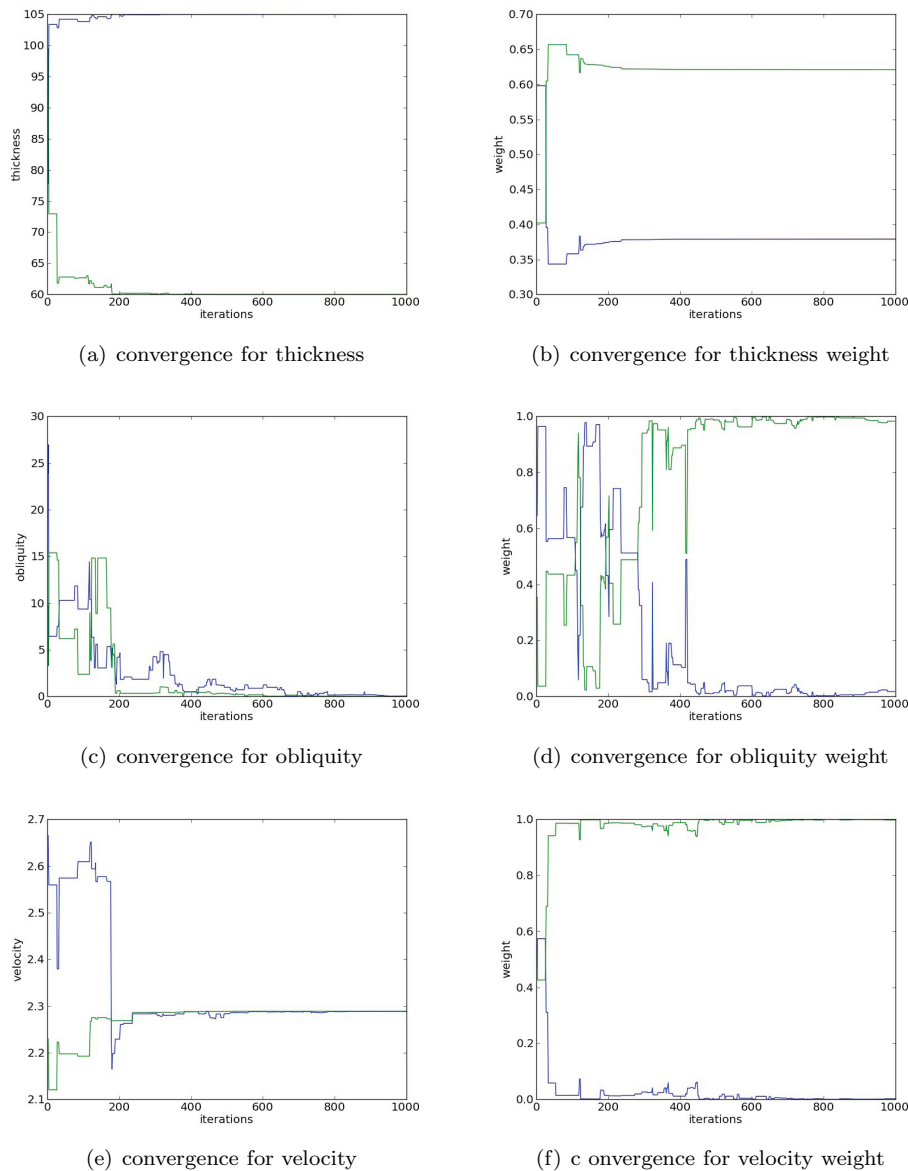 105
100
95
90
85
80
75
70
65
60
thickness
0 200 400 600 800 1000
iterations
(a) convergence for thickness
0.70
0.65
0.60
0.55
0.50
0.45
0.40
0.35
0.30
weight
0 200 400 600 800 1000
iterations
(b) convergence for thickness weight
30
25
20
15
10
5
0
obliquity
0 200 400 600 800 1000
iterations
(c) convergence for obliquity
1.0
0.8
0.6
0.4
0.2
0.0
weight
0 200 400 600 800 1000
iterations
(d) convergence for obliquity weight
2.7
2.6
2.5
2.4
2.3
2.2
2.1
velocity
0 200 400 600 800 1000
iterations
(e) convergence for velocity
1.0
0.8
0.6
0.4
0.2
0.0
weight
0 200 400 600 800 1000
iterations
(f) c onvergence for velocity weight